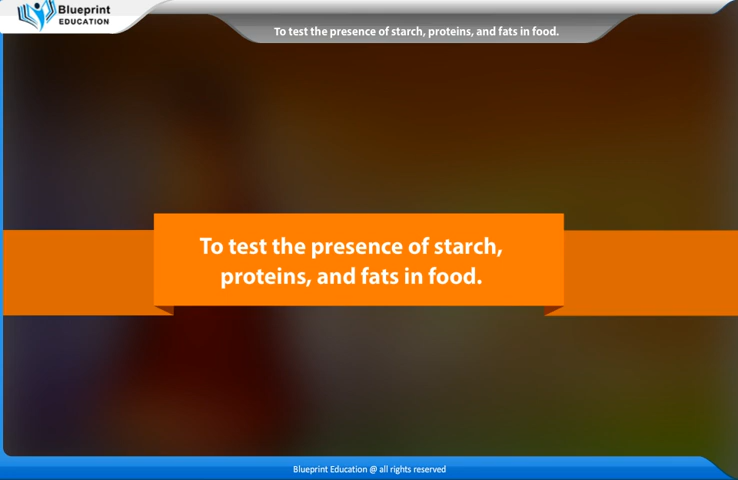 Blueprint
EDUCATION
To test the presence of starch, proteins, and fats in food.
To test the presence of starch,
proteins, and fats in food.
Blueprint Education @ all rights reserved